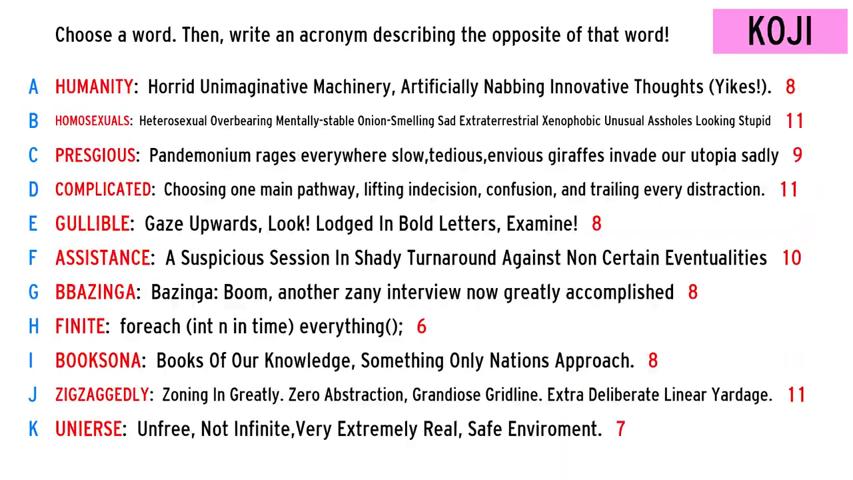 Choose a word. Then, write an acronym describing the opposite of that word!
KOJI
A HUMANITY: Horrid Unimaginative Machinery, Artificially Nabbing Innovative Thoughts (Yikes!). 8
B HOMOSEXUALS: Heterosexual Overbearing Mentally-stable Onion-Smelling Sad Extraterrestrial Xenophobic Unusual Assholes Looking Stupid 11
C PRESGIOUS: Pandemonium rages everywhere slow,tedious,envious giraffes invade our utopia sadly 9
D COMPLICATED: Choosing one main pathway, lifting indecision, confusion, and trailing every distraction. 11
E GULLIBLE: Gaze Upwards, Look! Lodged In Bold Letters, Examine! 8
F ASSISTANCE: A Suspicious Session In Shady Turnaround Against Non Certain Eventualities 10
G BBAZINGA: Bazinga: Boom, another zany interview now greatly accomplished 8
H FINITE: foreach (int n in time) everything(); 6
I BOOKSONA: Books Of Our Knowledge, Something Only Nations Approach. 8
J ZIGZAGGEDLY: Zoning In Greatly. Zero Abstraction, Grandiose Gridline. Extra Deliberate Linear Yardage. 11
K UNIERSE: Unfree, Not Infinite,Very Extremely Real, Safe Enviroment. 7